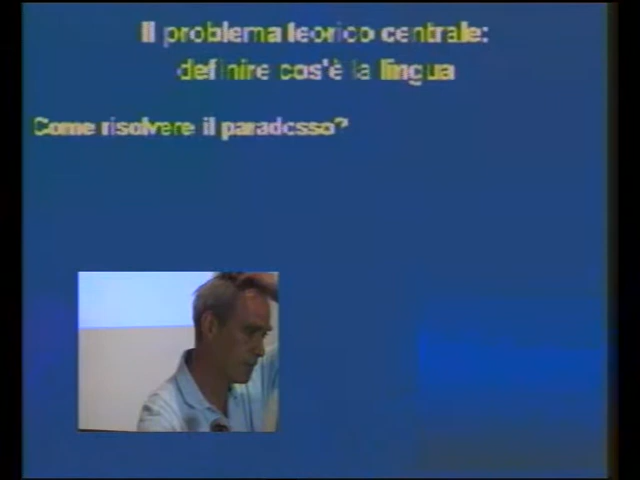 Il problema teorico centrale:
definire cos'è la lingua
Come risolvere il paradosso?